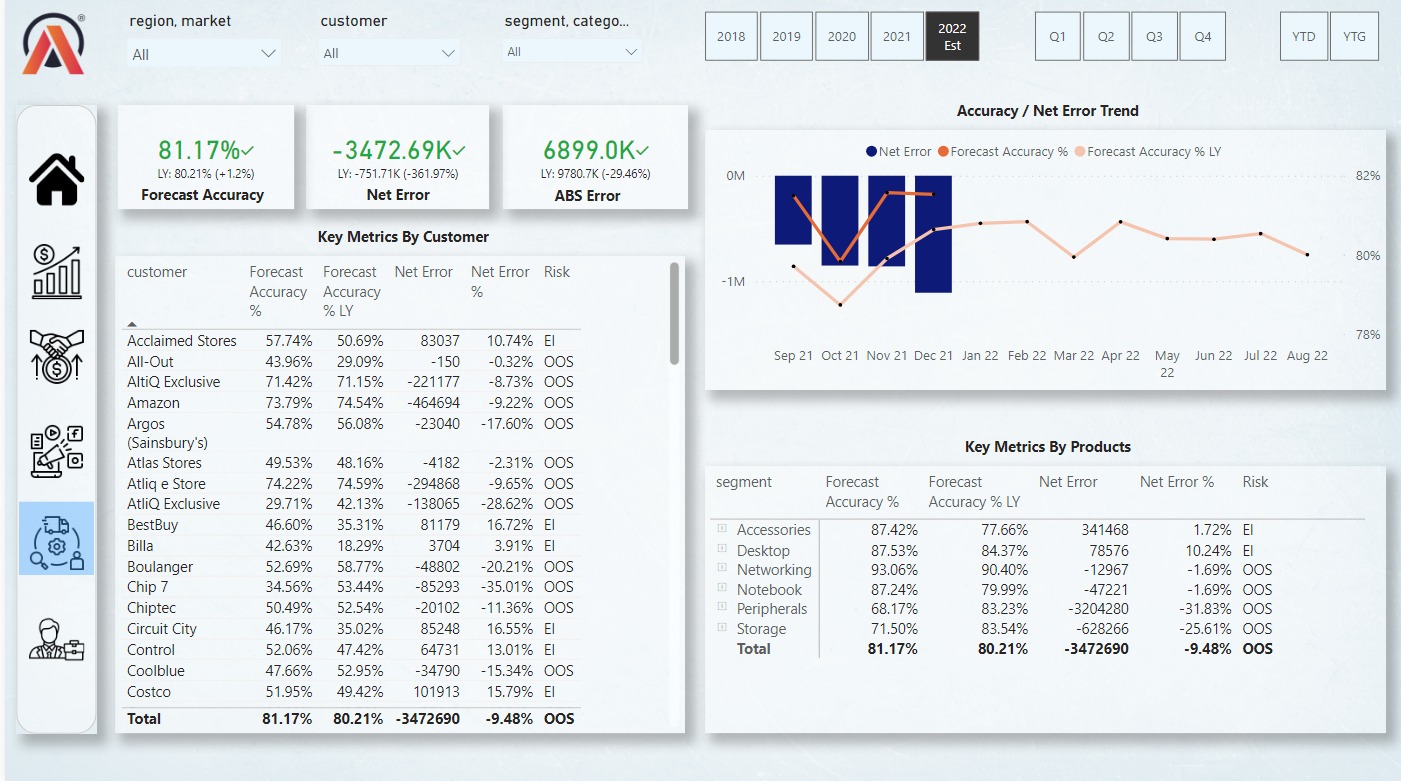 region, market
customer
segment, catego...
All
All
All
2018
2019
2020
2021
2022
Est
Q1
Q2
Q3
Q4
YTD
YTG
®
81.17%✓
LY: 80.21% (+1.2%)
Forecast Accuracy
-3472.69K✓
LY: -751.71K (-361.97%)
Net Error
6899.0K✓
LY: 9780.7K (-29.46%)
ABS Error
Key Metrics By Customer
customer Forecast Accuracy % Forecast Accuracy % LY Net Error Net Error % Risk
Acclaimed Stores 57.74% 50.69% 83037 10.74% EI
All-Out 43.96% 29.09% -150 -0.32% OOS
AltiQ Exclusive 71.42% 71.15% -221177 -8.73% OOS
Amazon 73.79% 74.54% -464694 -9.22% OOS
Argos (Sainsbury's) 54.78% 56.08% -23040 -17.60% OOS
Atlas Stores 49.53% 48.16% -4182 -2.31% OOS
Atliq e Store 74.22% 74.59% -294868 -9.65% OOS
AtliQ Exclusive 29.71% 42.13% -138065 -28.62% OOS
BestBuy 46.60% 35.31% 81179 16.72% EI
Billa 42.63% 18.29% 3704 3.91% EI
Boulanger 52.69% 58.77% -48802 -20.21% OOS
Chip 7 34.56% 53.44% -85293 -35.01% OOS
Chiptec 50.49% 52.54% -20102 -11.36% OOS
Circuit City 46.17% 35.02% 85248 16.55% EI
Control 52.06% 47.42% 64731 13.01% EI
Coolblue 47.66% 52.95% -34790 -15.34% OOS
Costco 51.95% 49.42% 101913 15.79% EI
Total 81.17% 80.21% -3472690 -9.48% OOS
Accuracy / Net Error Trend
Net Error Forecast Accuracy % Forecast Accuracy % LY
0M
-1M
82%
80%
78%
Sep 21 Oct 21 Nov 21 Dec 21 Jan 22 Feb 22 Mar 22 Apr 22 May 22 Jun 22 Jul 22 Aug 22
Key Metrics By Products
segment Forecast Accuracy % Forecast Accuracy % LY Net Error Net Error % Risk
Accessories 87.42% 77.66% 341468 1.72% EI
Desktop 87.53% 84.37% 78576 10.24% EI
Networking 93.06% 90.40% -12967 -1.69% OOS
Notebook 87.24% 79.99% -47221 -1.69% OOS
Peripherals 68.17% 83.23% -3204280 -31.83% OOS
Storage 71.50% 83.54% -628266 -25.61% OOS
Total 81.17% 80.21% -3472690 -9.48% OOS